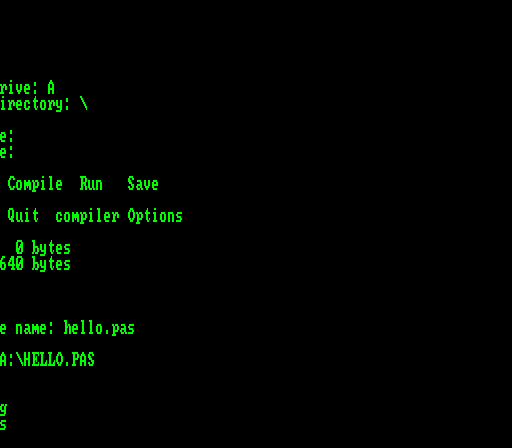 rive: A
irectory: \
e:
e:
Compile  Run   Save
Quit  compiler Options
0 bytes
640 bytes
e name: hello.pas
A:\HELLO.PAS
g
s